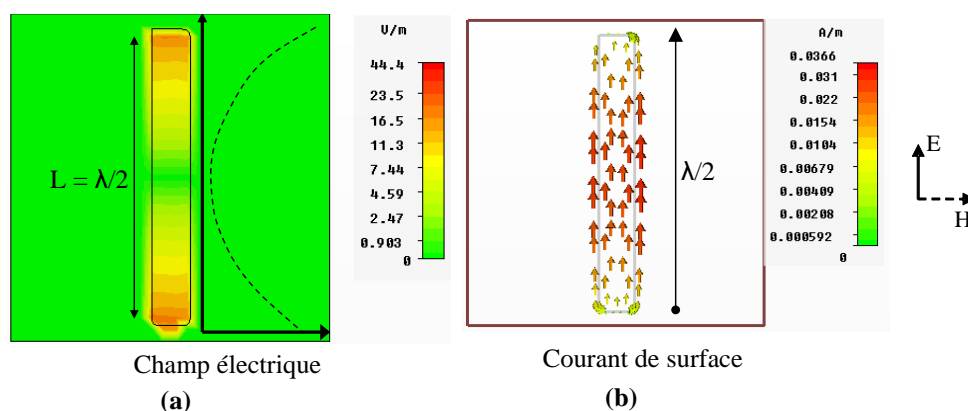 V/m
44.4
23.5
16.5
11.3
7.44
4.59
2.47
0.903
0
L = λ/2
Champ électrique
(a)
A/m
0.0366
0.031
0.022
0.0154
0.0104
0.00679
0.00409
0.00208
0.000592
0
λ/2
E
H
Courant de surface
(b)